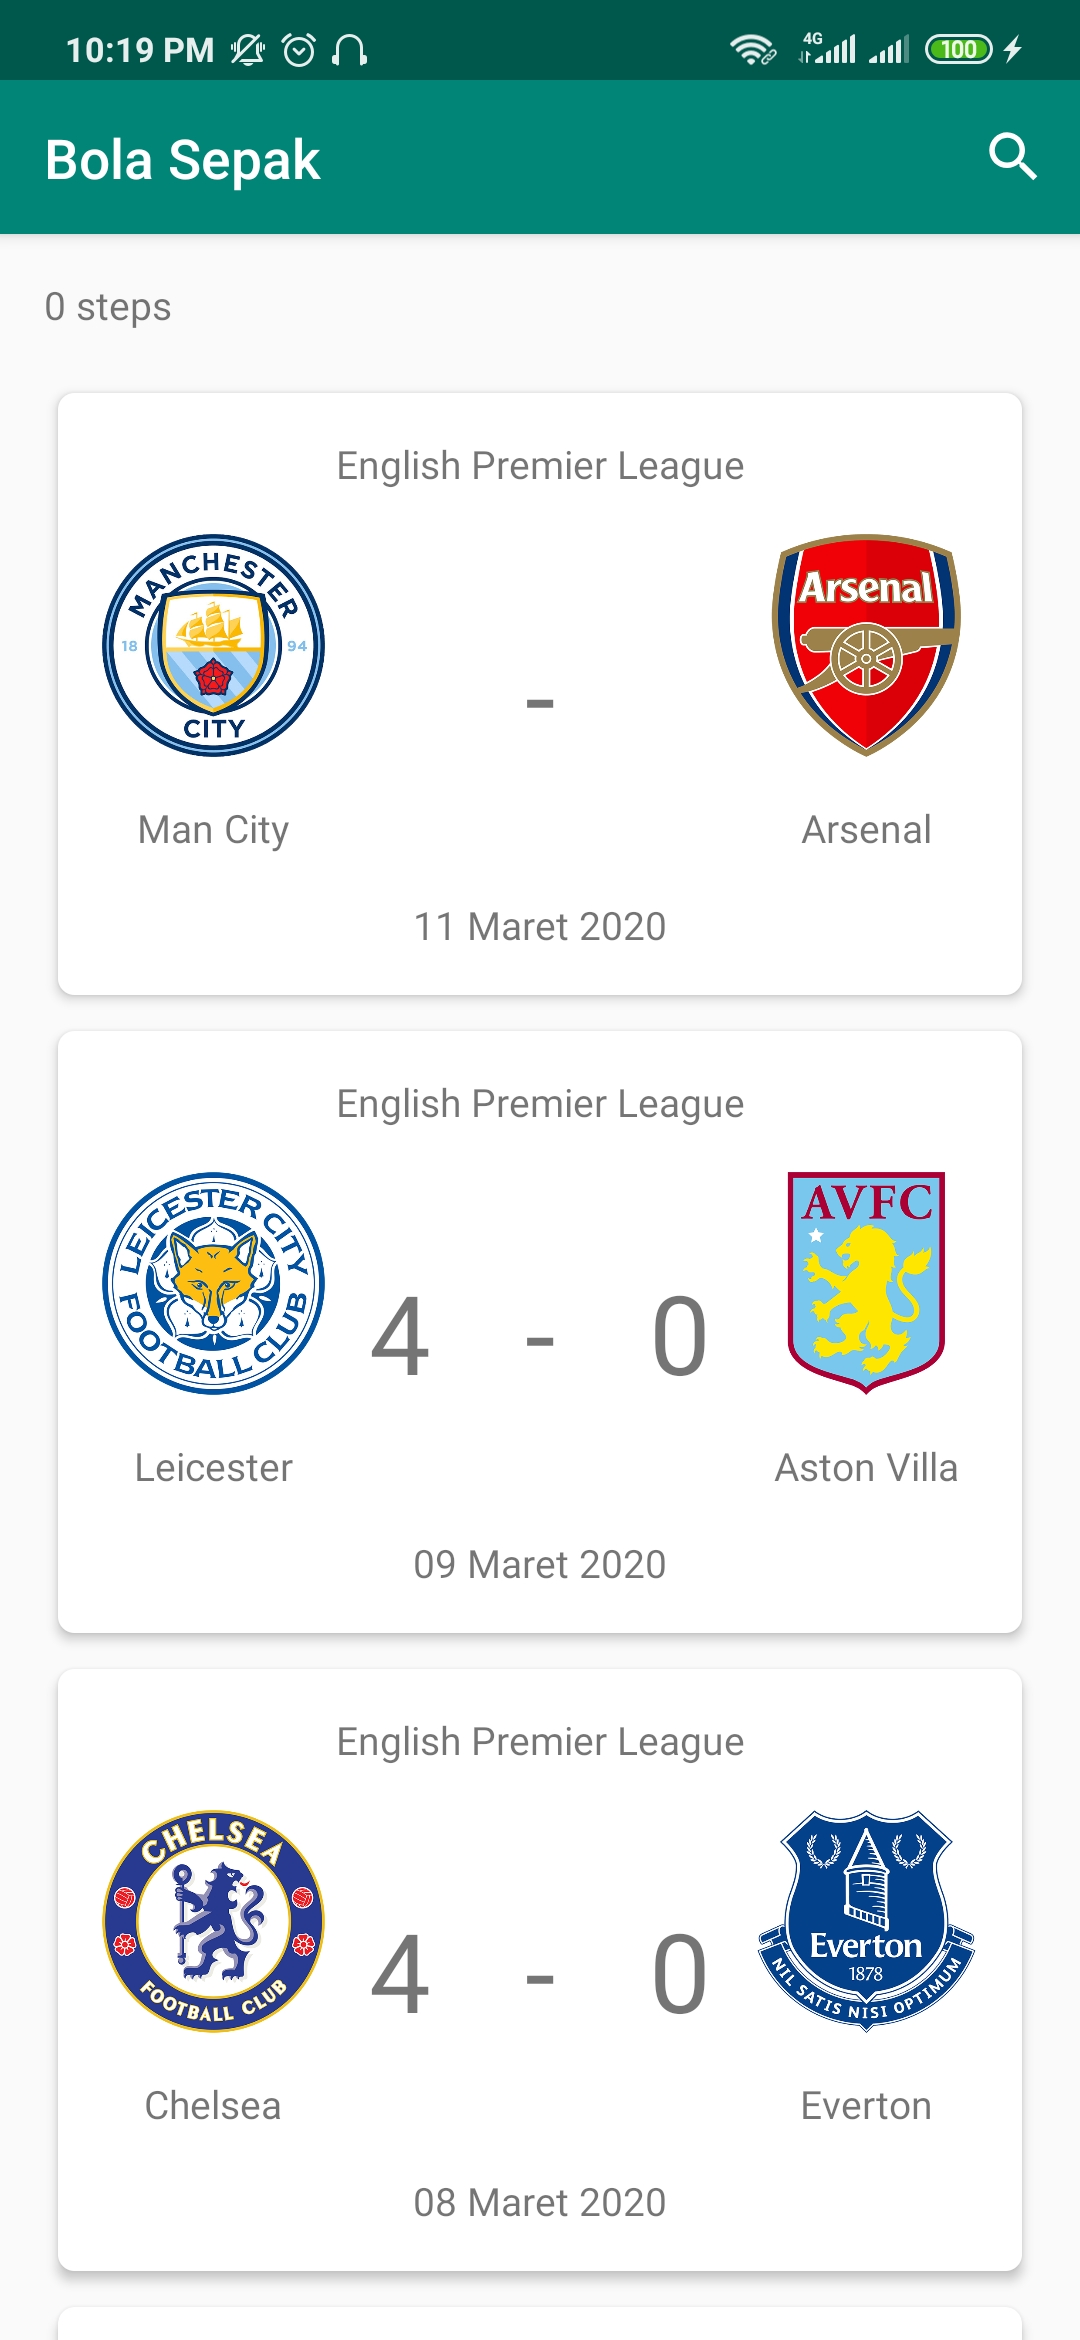 10:19 PM 4G 100
Bola Sepak
0 steps
English Premier League
MANCHESTER
18 94
CITY
Arsenal
-
Man City Arsenal
11 Maret 2020
English Premier League
LEICESTER CITY
FOOTBALL CLUB
AVFC
4 - 0
Leicester Aston Villa
09 Maret 2020
English Premier League
CHELSEA
FOOTBALL CLUB
Everton
1878
NIL SATIS NISI OPTIMUM
4 - 0
Chelsea Everton
08 Maret 2020